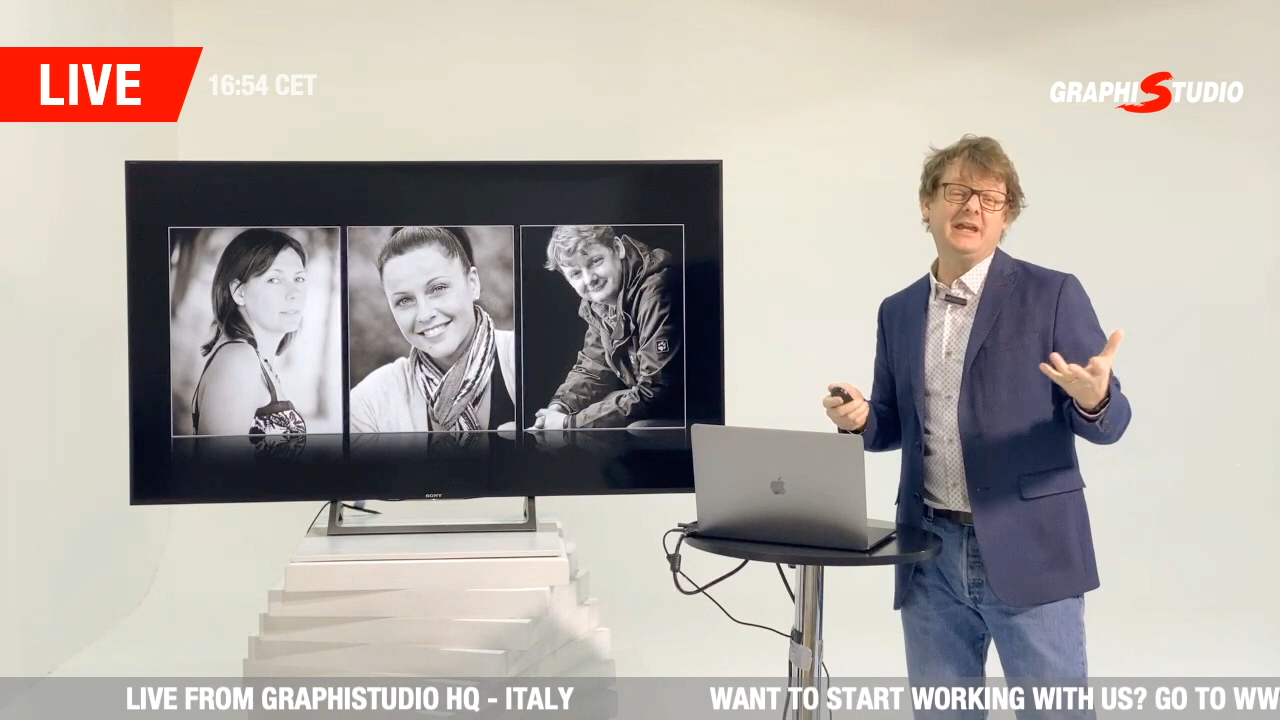 LIVE
16:54 CET
GRAPHISTUDIO
SONY
LIVE FROM GRAPHISTUDIO HQ - ITALY
WANT TO START WORKING WITH US? GO TO WW